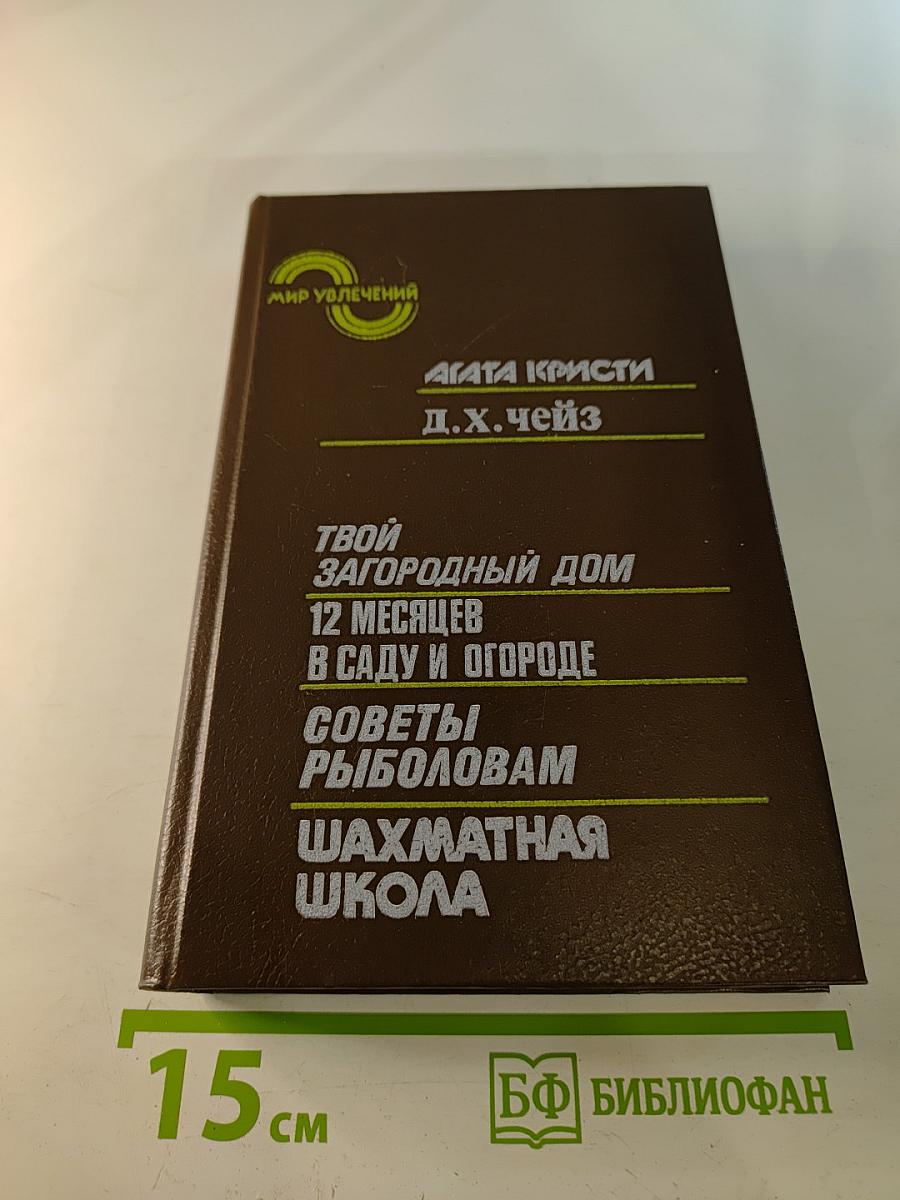 МИР УВЛЕЧЕНИЙ
АГАТА КРИСТИ
Д.Х.ЧЕЙЗ
ТВОЙ
ЗАГОРОДНЫЙ ДОМ
12 МЕСЯЦЕВ
В САДУ И ОГОРОДЕ
СОВЕТЫ
РЫБОЛОВАМ
ШАХМАТНАЯ
ШКОЛА
15 см
БФ БИБЛИОФАН